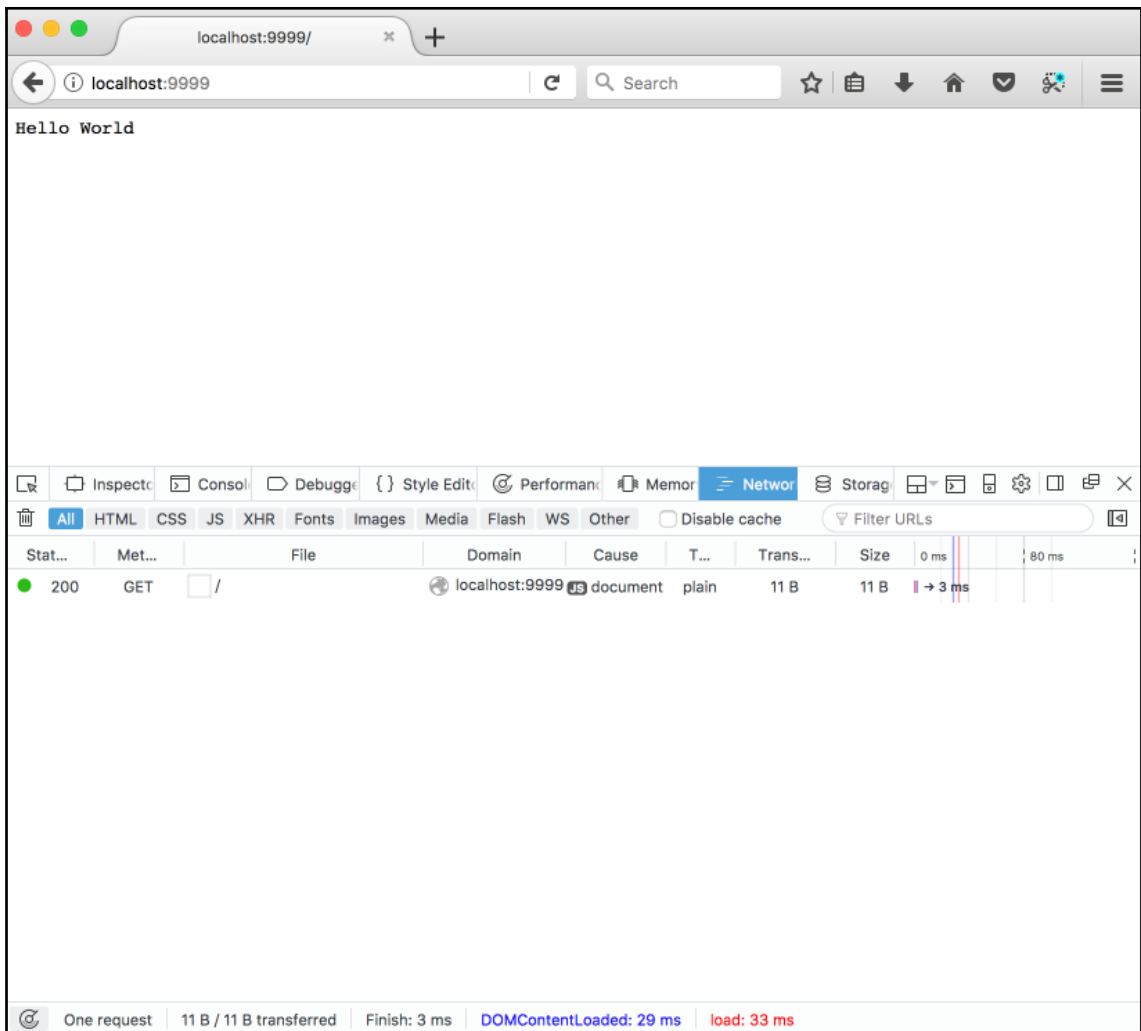 localhost:9999/
localhost:9999 Search
Hello World
Inspecto Consol Debugge { } Style Edito Performanc Memor Networ Storag
All HTML CSS JS XHR Fonts Images Media Flash WS Other Disable cache Filter URLs
Stat... Met... File Domain Cause T... Trans... Size 0 ms 80 ms
200 GET / localhost:9999 JS document plain 11 B 11 B → 3 ms
One request 11 B / 11 B transferred Finish: 3 ms DOMContentLoaded: 29 ms load: 33 ms